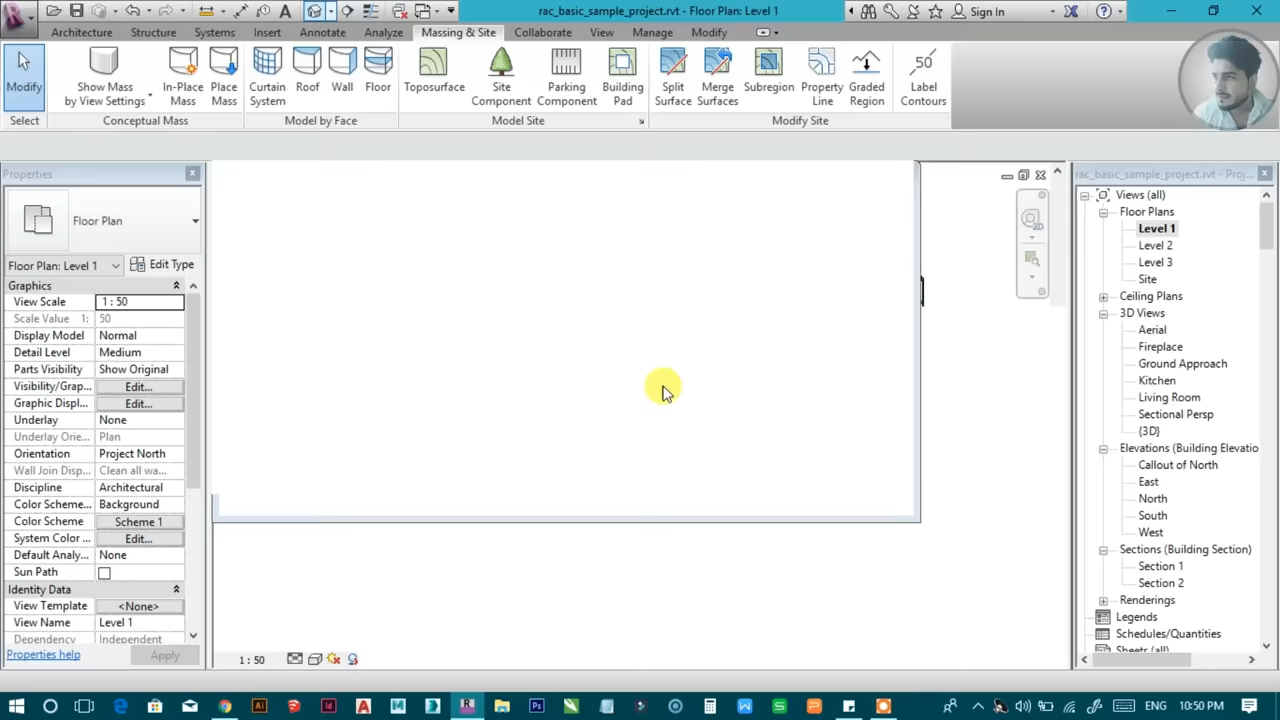 rac_basic_sample_project.rvt - Floor Plan: Level 1
Sign In
Architecture Structure Systems Insert Annotate Analyze Massing & Site Collaborate View Manage Modify
Modify
Show Mass
by View Settings
In-Place
Mass
Place
Mass
Curtain
System
Roof
Wall
Floor
Toposurface
Site
Component
Parking
Component
Building
Pad
Split
Surface
Merge
Surfaces
Subregion
Property
Line
Graded
Region
50
Label
Contours
Select
Conceptual Mass
Model by Face
Model Site
Modify Site
Properties
Floor Plan
Floor Plan: Level 1
Edit Type
Graphics
View Scale 1 : 50
Scale Value 1: 50
Display Model Normal
Detail Level Medium
Parts Visibility Show Original
Visibility/Grap... Edit...
Graphic Displ... Edit...
Underlay None
Underlay Orie... Plan
Orientation Project North
Wall Join Disp... Clean all wa...
Discipline Architectural
Color Scheme... Background
Color Scheme Scheme 1
System Color ... Edit...
Default Analy... None
Sun Path
Identity Data
View Template <None>
View Name Level 1
Dependency Independent
Properties help
Apply
1 : 50
2D
rac_basic_sample_project.rvt - Proj...
Views (all)
Floor Plans
Level 1
Level 2
Level 3
Site
Ceiling Plans
3D Views
Aerial
Fireplace
Ground Approach
Kitchen
Living Room
Sectional Persp
{3D}
Elevations (Building Elevatio
Callout of North
East
North
South
West
Sections (Building Section)
Section 1
Section 2
Renderings
Legends
Schedules/Quantities
Sheets (all)
ENG
10:50 PM